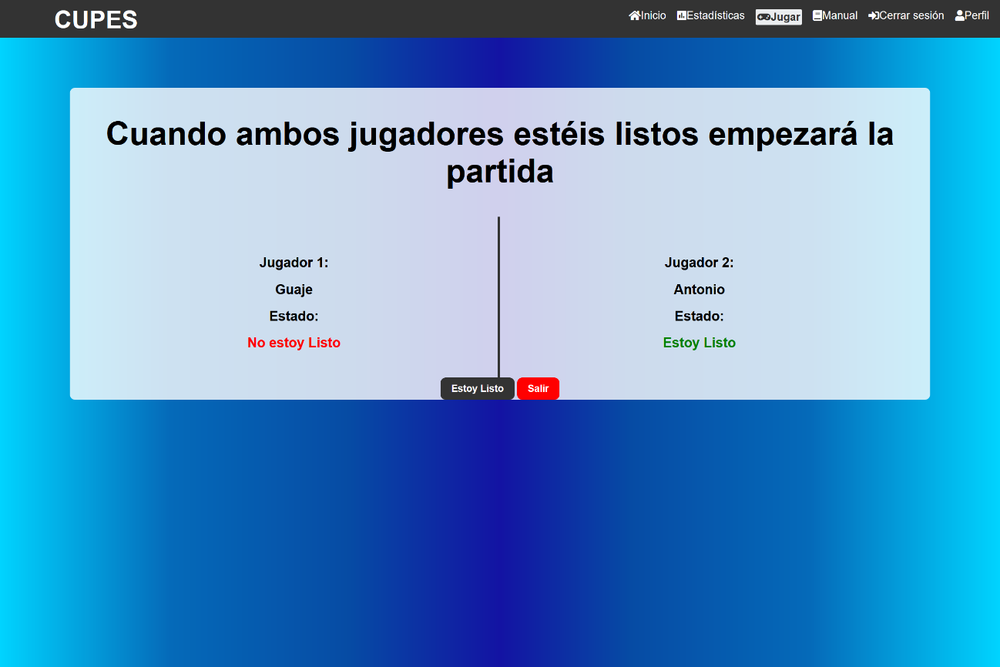 CUPES
Inicio
Estadísticas
Jugar
Manual
Cerrar sesión
Perfil
Cuando ambos jugadores estéis listos empezará la
partida
Jugador 1:
Guaje
Estado:
No estoy Listo
Jugador 2:
Antonio
Estado:
Estoy Listo
Estoy Listo
Salir